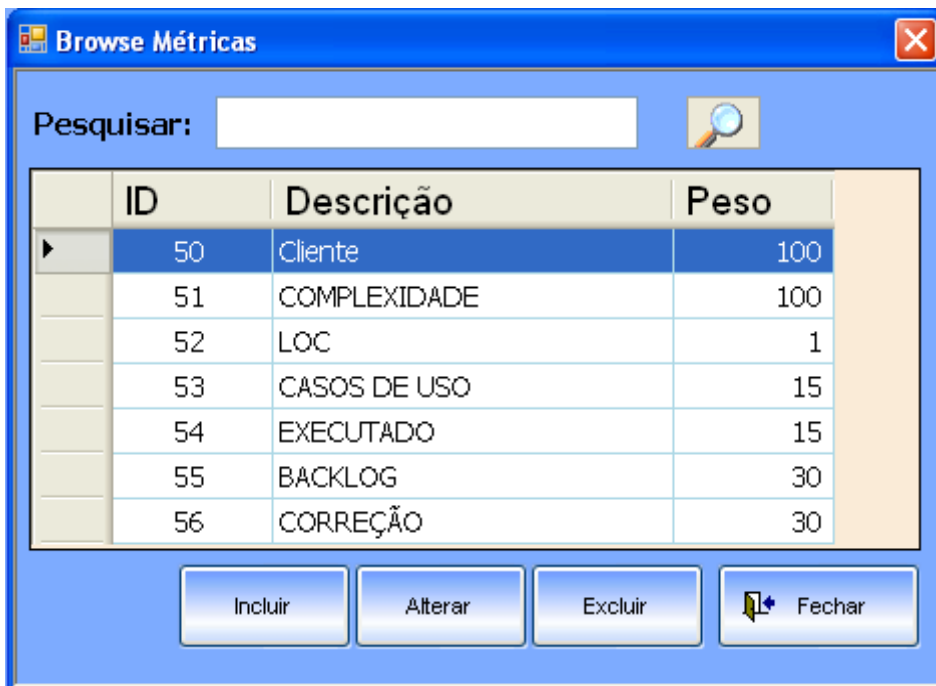 Browse Métricas
Pesquisar:
ID Descrição Peso
50 Cliente 100
51 COMPLEXIDADE 100
52 LOC 1
53 CASOS DE USO 15
54 EXECUTADO 15
55 BACKLOG 30
56 CORREÇÃO 30
Incluir Alterar Excluir Fechar